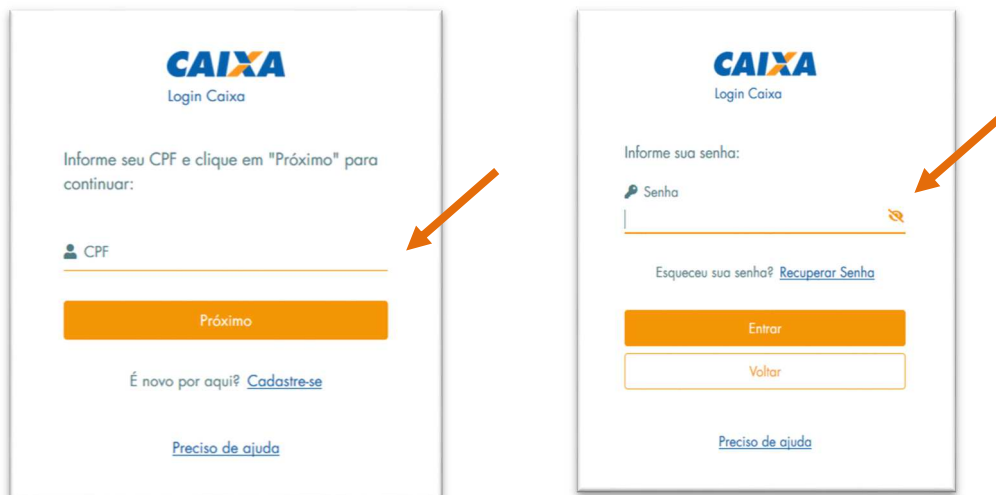 CAIXA
Login Caixa
Informe seu CPF e clique em "Próximo" para
continuar:
CPF
Próximo
É novo por aqui? Cadastre-se
Preciso de ajuda
CAIXA
Login Caixa
Informe sua senha:
Senha
Esqueceu sua senha? Recuperar Senha
Entrar
Voltar
Preciso de ajuda